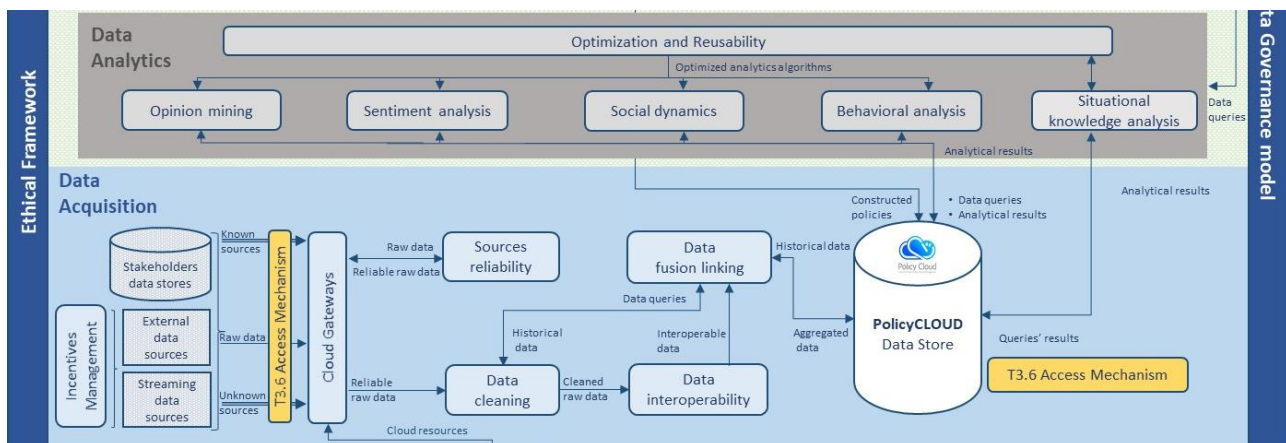 Ethical Framework
ta Governance model
Data
Analytics
Optimization and Reusability
Optimized analytics algorithms
Opinion mining
Sentiment analysis
Social dynamics
Behavioral analysis
Situational
knowledge analysis
Data
queries
Analytical results
Data
Acquisition
Analytical results
Constructed
policies
• Data queries
• Analytical results
Known
sources
Stakeholders
data stores
Incentives
Management
External
data
sources
Raw data
Streaming
data
sources
Unknown
sources
T3.6 Access Mechanism
Cloud Gateways
Raw data
Reliable raw data
Sources
reliability
Data
fusion linking
Historical data
Data queries
Historical
data
Interoperable
data
Aggregated
data
Policy Cloud
PolicyCLOUD
Data Store
Queries’ results
T3.6 Access Mechanism
Reliable
raw data
Data
cleaning
Cleaned
raw data
Data
interoperability
Cloud resources